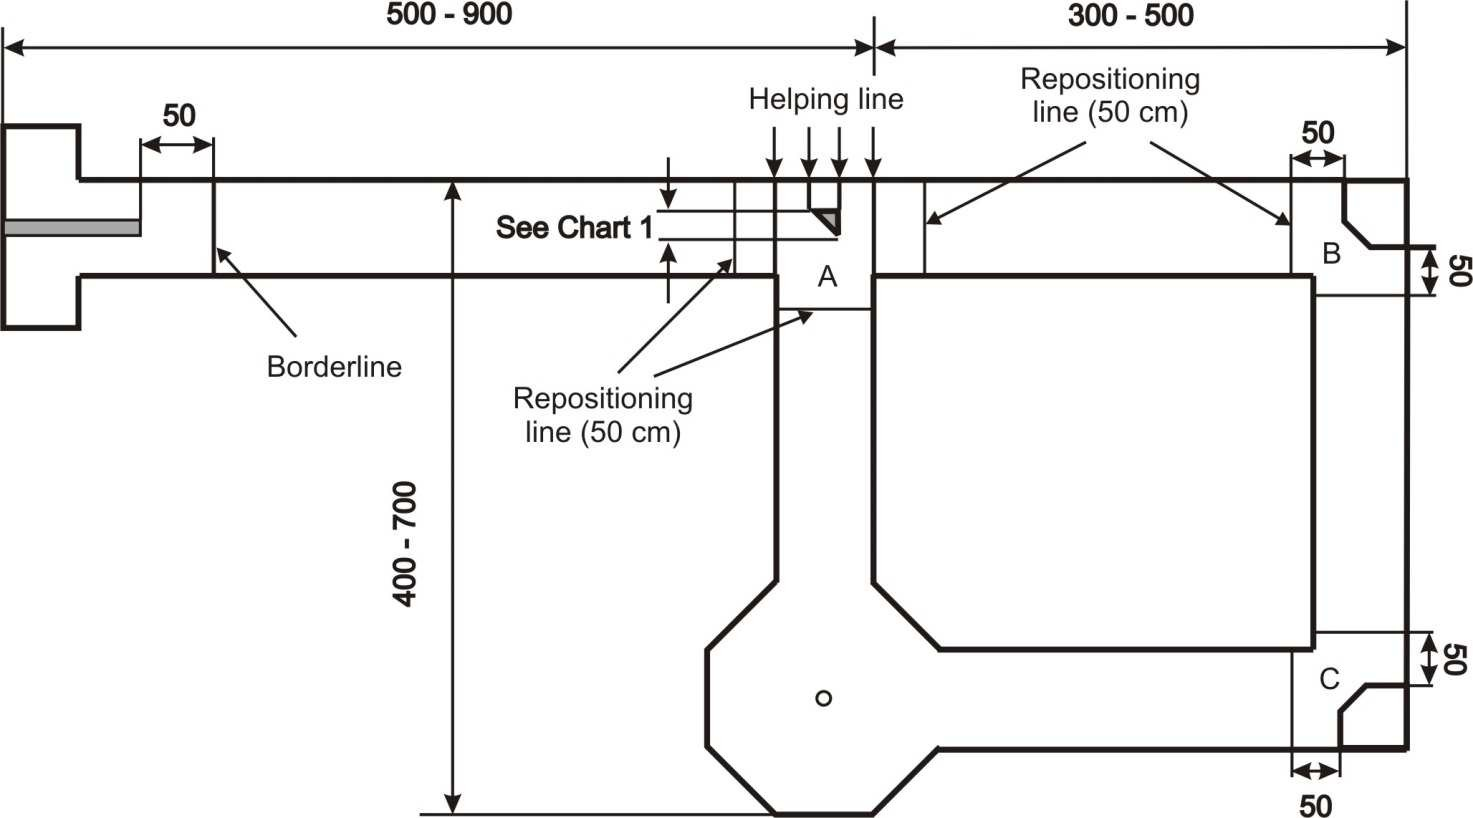 500 - 900
300 - 500
Helping line
Repositioning
line (50 cm)
50
50
See Chart 1
A
B
50
Borderline
Repositioning
line (50 cm)
400 - 700
C
50
50